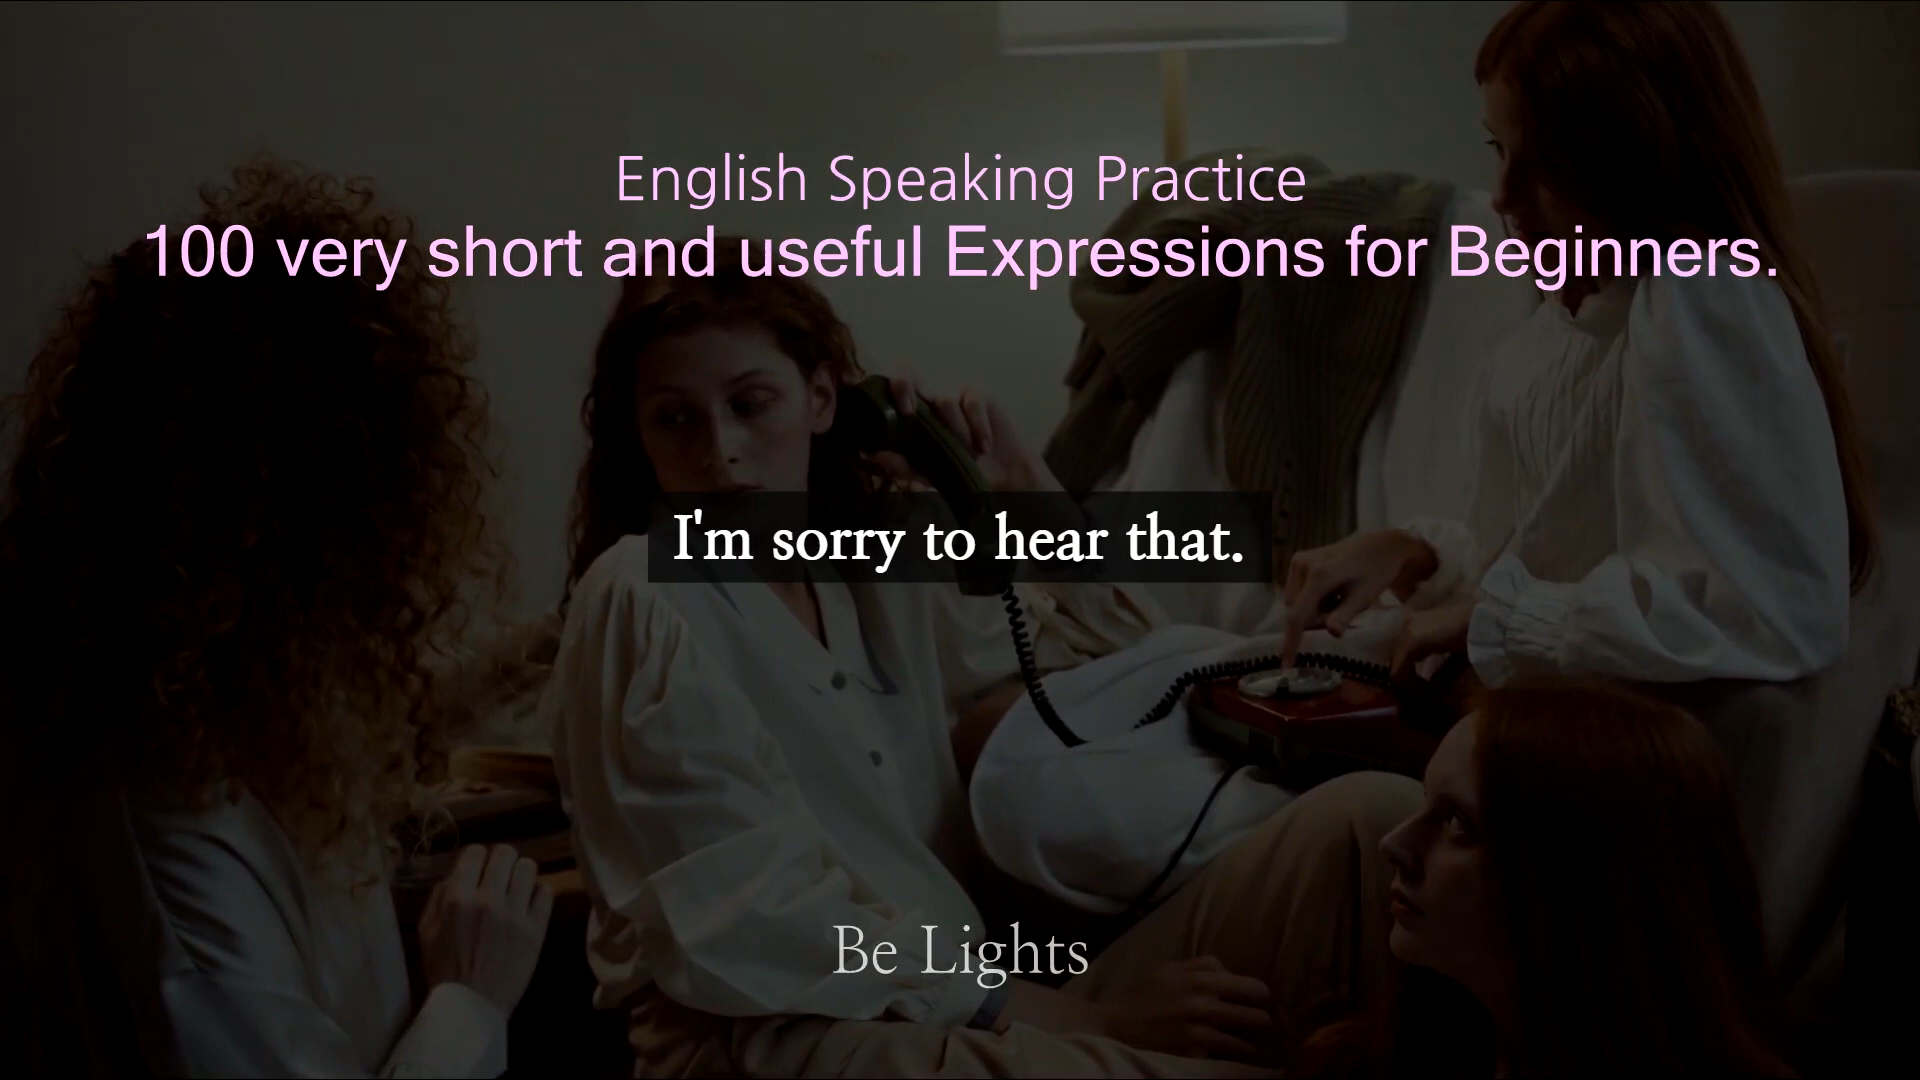 English Speaking Practice
100 very short and useful Expressions for Beginners.
I'm sorry to hear that.
Be Lights